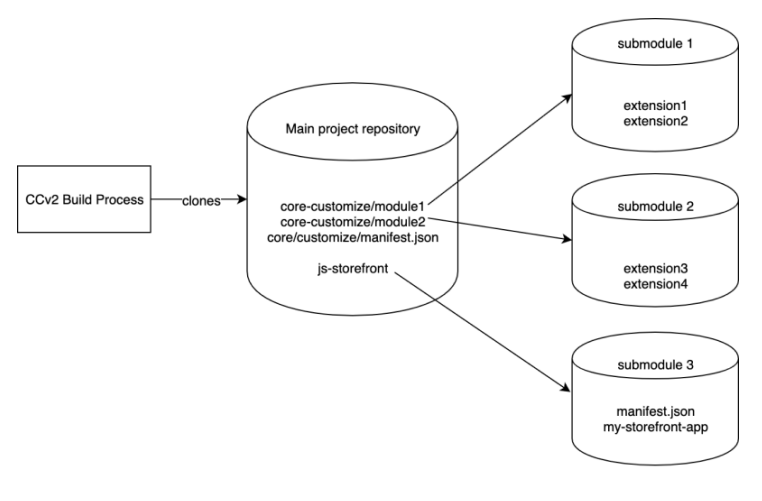 CCv2 Build Process
clones
Main project repository
core-customize/module1
core-customize/module2
core/customize/manifest.json
js-storefront
submodule 1
extension1
extension2
submodule 2
extension3
extension4
submodule 3
manifest.json
my-storefront-app